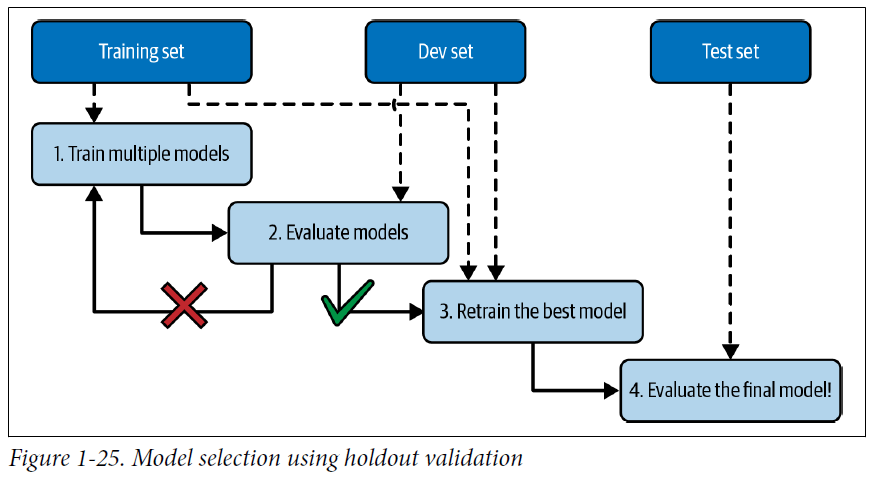 Training set
Dev set
Test set
1. Train multiple models
2. Evaluate models
3. Retrain the best model
4. Evaluate the final model!
Figure 1-25. Model selection using holdout validation